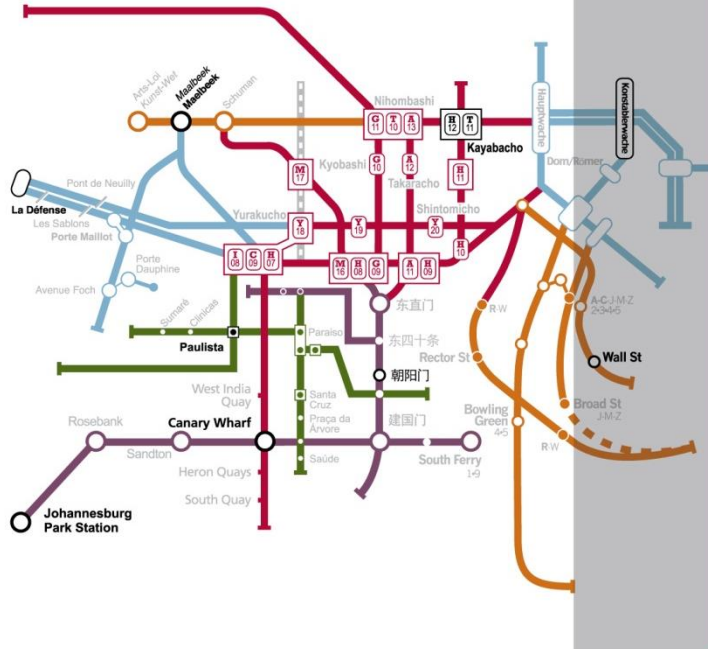 Arts-Loi
Kunst-Wet
Maalbeek
Maelbeek
Schuman
Nihombashi
G 11
T 10
A 13
H 12
T 11
Kayabacho
Hauptwache
Konstablerwache
Dom/Römer
M 17
Kyobashi
G 10
A 12
Takaracho
H 11
La Défense
Pont de Neuilly
Les Sablons
Porte Maillot
Yurakucho
Y 18
Y 19
Shintomicho
Y 20
H 10
I 08
C 09
H 07
M 16
H 08
G 09
A 11
H 09
Porte
Dauphine
Avenue Foch
东直门
Sumaré
Clinicas
Paraiso
东四十条
Paulista
朝阳门
R·W
Rector St
A·C·J·M·Z
2·3·4·5
Wall St
West India
Quay
Santa
Cruz
Praça da
Árvore
Saúde
建国门
Bowling
Green
4·5
Broad St
J·M·Z
R·W
Rosebank
Sandton
Canary Wharf
South Ferry
1·9
Heron Quays
South Quay
Johannesburg
Park Station